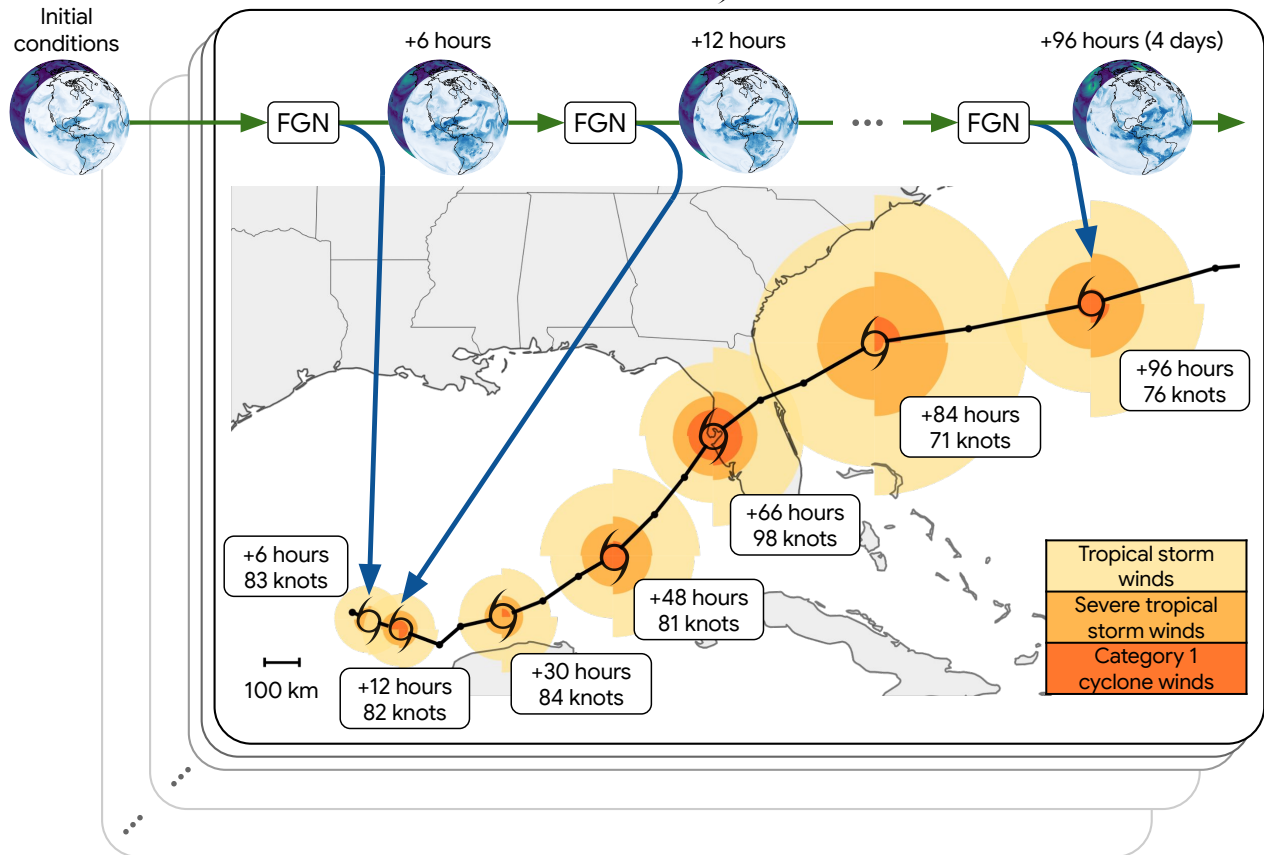 Initial
conditions
+6 hours
+12 hours
+96 hours (4 days)
FGN
FGN
FGN
+96 hours
76 knots
+84 hours
71 knots
+66 hours
98 knots
+6 hours
83 knots
+48 hours
81 knots
+30 hours
84 knots
+12 hours
82 knots
100 km
Tropical storm
winds
Severe tropical
storm winds
Category 1
cyclone winds